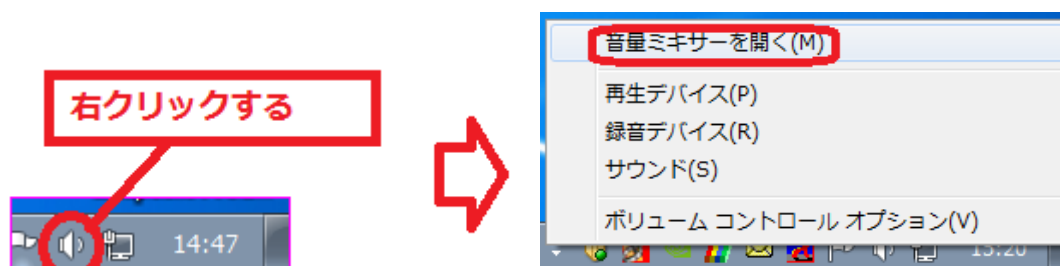 右クリックする
14:47
音量ミキサーを開く(M)
再生デバイス(P)
録音デバイス(R)
サウンド(S)
ボリューム コントロール オプション(V)
15:20